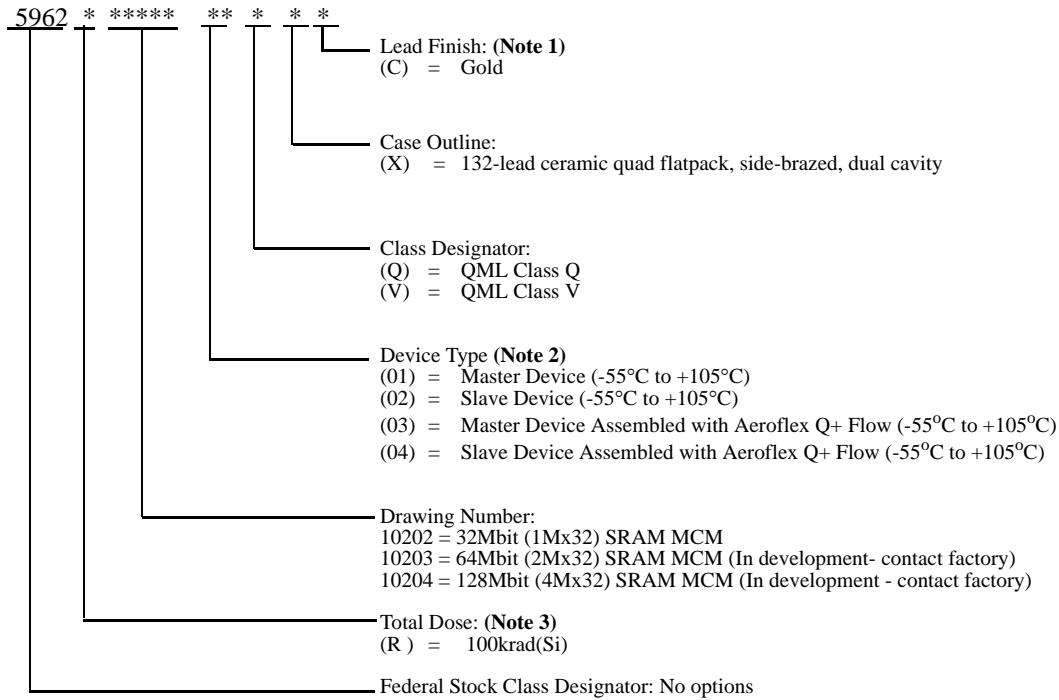 5962 * ***** ** * * *
Lead Finish: (Note 1)
(C) = Gold
Case Outline:
(X) = 132-lead ceramic quad flatpack, side-brazed, dual cavity
Class Designator:
(Q) = QML Class Q
(V) = QML Class V
Device Type (Note 2)
(01) = Master Device (-55°C to +105°C)
(02) = Slave Device (-55°C to +105°C)
(03) = Master Device Assembled with Aeroflex Q+ Flow (-55°C to +105°C)
(04) = Slave Device Assembled with Aeroflex Q+ Flow (-55°C to +105°C)
Drawing Number:
10202 = 32Mbit (1Mx32) SRAM MCM
10203 = 64Mbit (2Mx32) SRAM MCM (In development- contact factory)
10204 = 128Mbit (4Mx32) SRAM MCM (In development - contact factory)
Total Dose: (Note 3)
(R ) = 100krad(Si)
Federal Stock Class Designator: No options